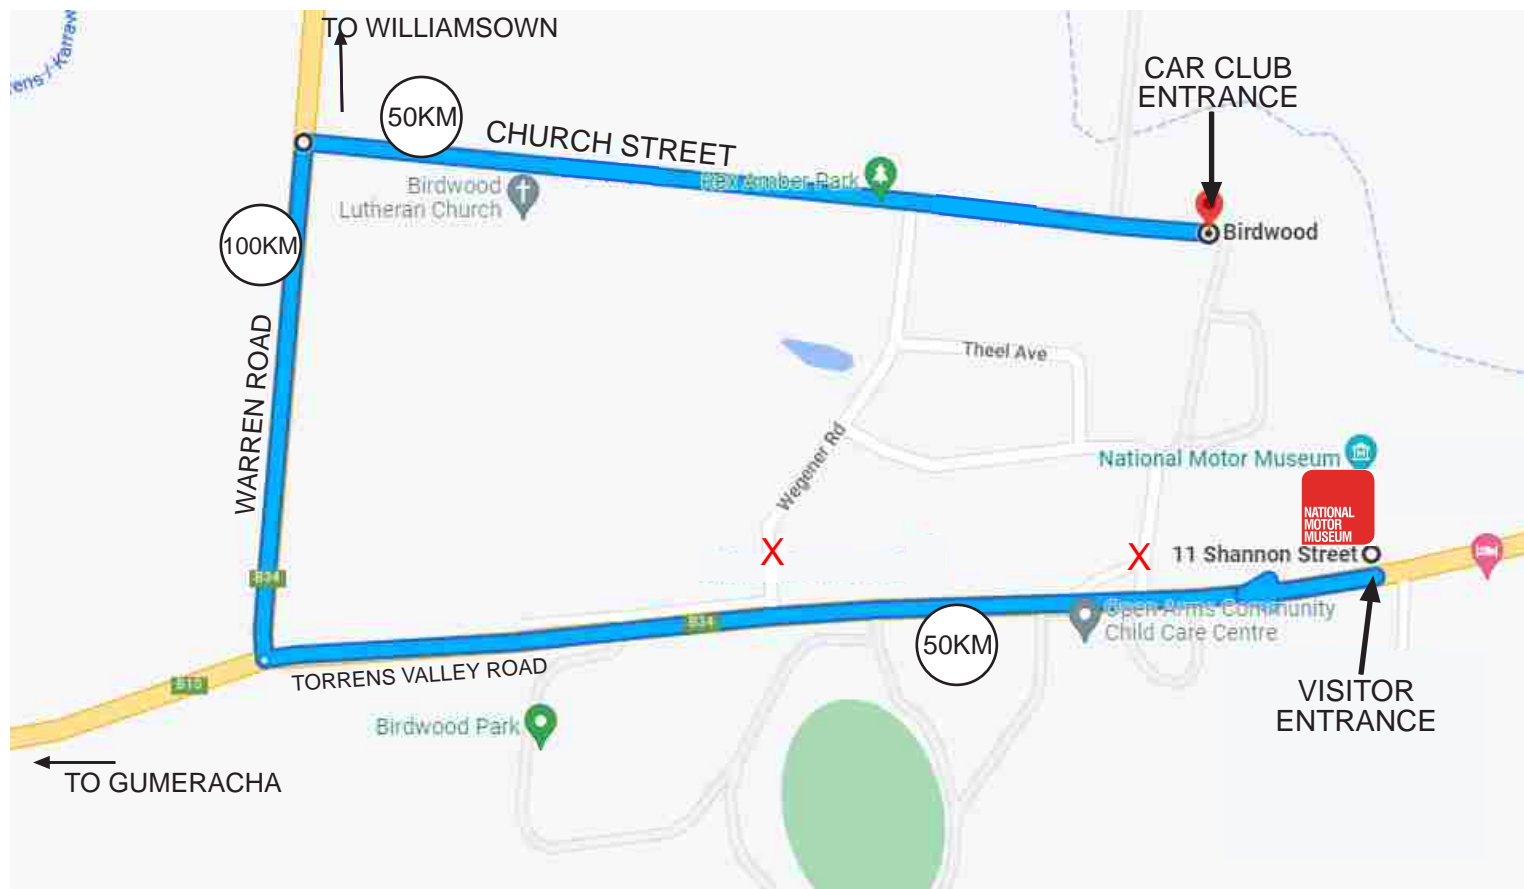 TO WILLIAMSOWN
ens / Karraw
CAR CLUB
ENTRANCE
50KM
CHURCH STREET
Rex Amber Park
Birdwood
Lutheran Church
Birdwood
100KM
WARREN ROAD
Theel Ave
Wegener Rd
National Motor Museum
NATIONAL
MOTOR
MUSEUM
X
X
11 Shannon Street
B34
B34
Open Arms Community
Child Care Centre
50KM
TORRENS VALLEY ROAD
B10
VISITOR
ENTRANCE
Birdwood Park
TO GUMERACHA